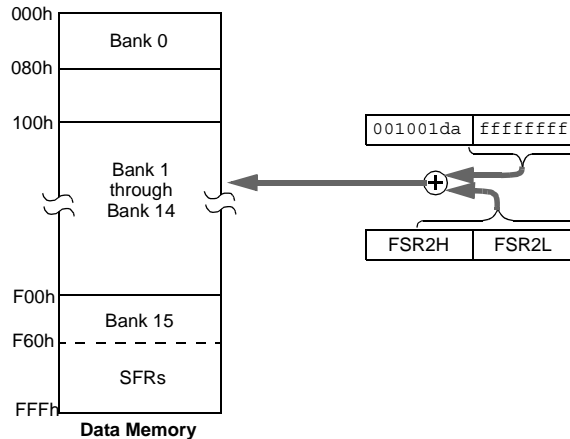 000h
Bank 0
080h
100h
001001da ffffffff
Bank 1
through
Bank 14
FSR2H FSR2L
F00h
Bank 15
F60h
SFRs
FFFh
Data Memory